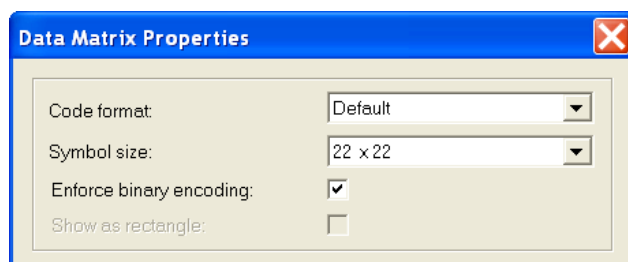 Data Matrix Properties
Code format: Default
Symbol size: 22 x 22
Enforce binary encoding:
Show as rectangle: